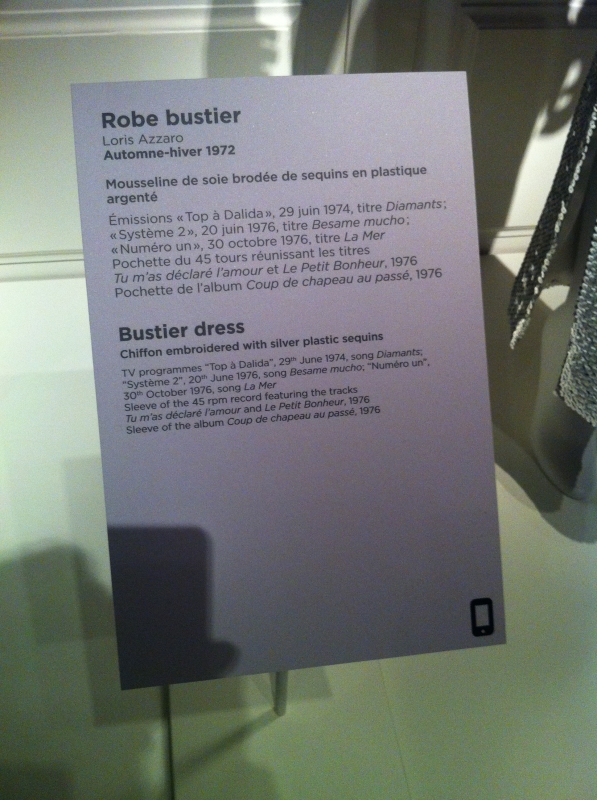 Robe bustier
Loris Azzaro
Automne-hiver 1972
Mousseline de soie brodée de sequins en plastique
argenté
Émissions « Top à Dalida », 29 juin 1974, titre Diamants ;
« Système 2 », 20 juin 1976, titre Besame mucho ;
« Numéro un », 30 octobre 1976, titre La Mer
Pochette du 45 tours réunissant les titres
Tu m'as déclaré l'amour et Le Petit Bonheur, 1976
Pochette de l'album Coup de chapeau au passé, 1976
Bustier dress
Chiffon embroidered with silver plastic sequins
TV programmes "Top à Dalida", 29th June 1974, song Diamants;
"Système 2", 20th June 1976, song Besame mucho; "Numéro un",
30th October 1976, song La Mer
Sleeve of the 45 rpm record featuring the tracks
Tu m'as déclaré l'amour and Le Petit Bonheur, 1976
Sleeve of the album Coup de chapeau au passé, 1976